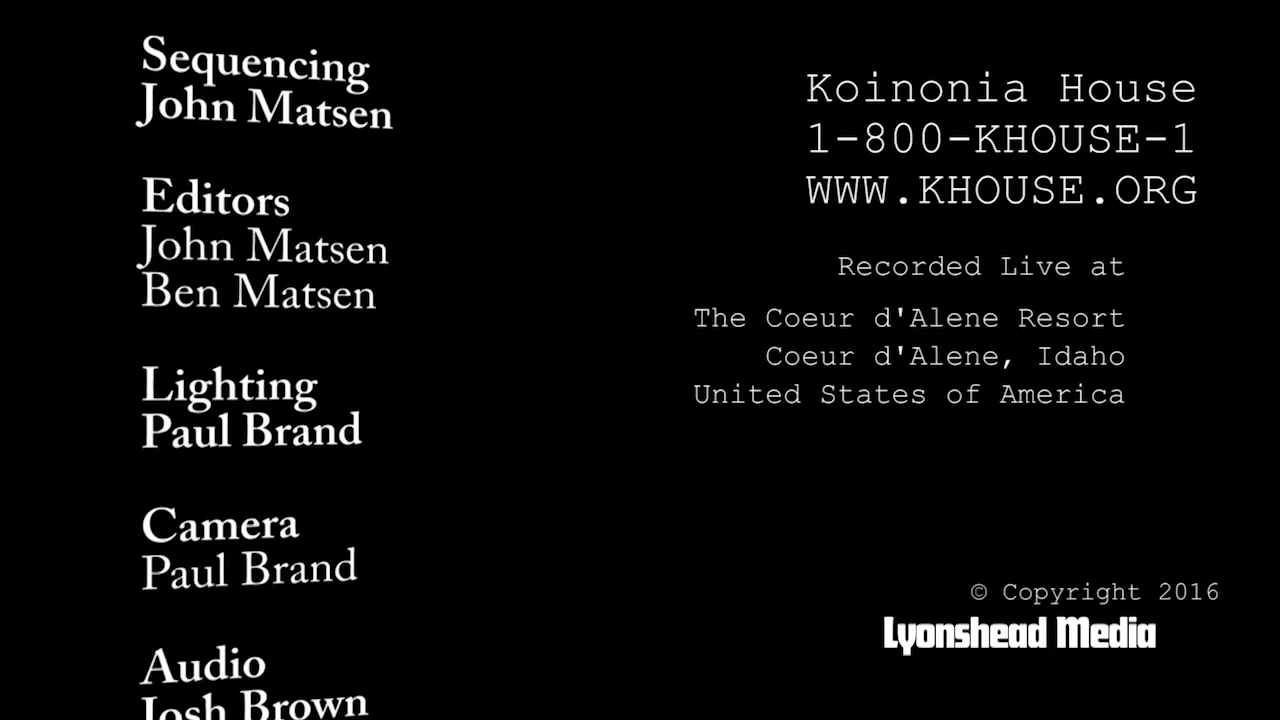 Sequencing
John Matsen
Editors
John Matsen
Ben Matsen
Lighting
Paul Brand
Camera
Paul Brand
Audio
Josh Brown
Koinonia House
1-800-KHOUSE-1
WWW.KHOUSE.ORG
Recorded Live at
The Coeur d'Alene Resort
Coeur d'Alene, Idaho
United States of America
© Copyright 2016
Lyonshead Media